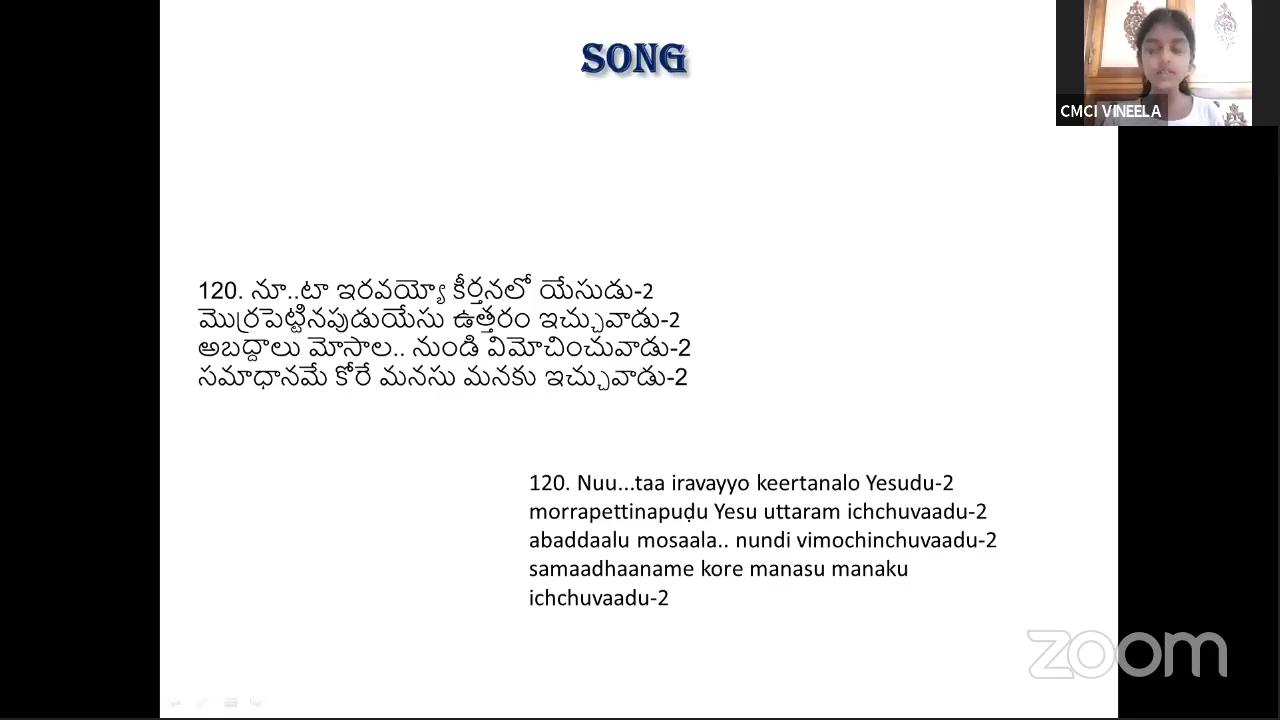 SONG
CMCI VINEELA
120. నూ..టా ఇరవయ్యో కీర్తనలో యేసుడు-2
మొర్రపెట్టినపుడుయేసు ఉత్తరం ఇచ్చువాడు-2
అబద్దాలు మోసాల.. నుండి విమోచించువాడు-2
సమాధానమే కోరే మనసు మనకు ఇచ్చువాడు-2
120. Nuu...taa iravayyo keertanalo Yesudu-2
morrapettinapuḍu Yesu uttaram ichchuvaadu-2
abaddaalu mosaala.. nundi vimochinchuvaadu-2
samaadhaaname kore manasu manaku
ichchuvaadu-2
zoom